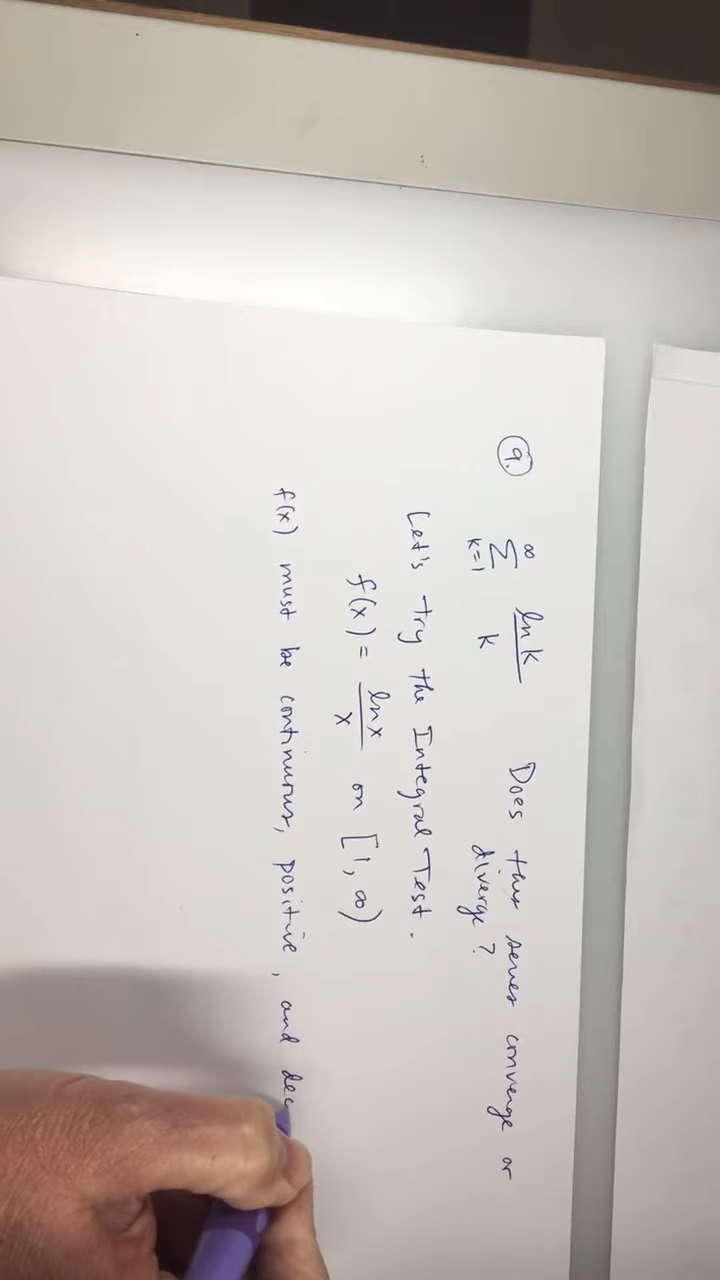 9. ∞ Σ k=1 ln k / k Does this series converge or
diverge?
Let's try the Integral Test.
f(x) = ln x / x on [1, ∞)
f(x) must be continuous, positive, and dec